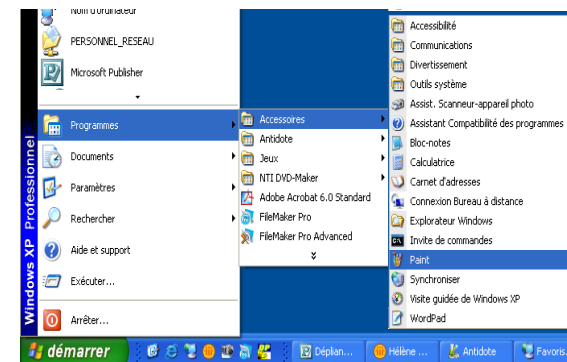 Nom d'ordinateur
PERSONNEL_RESEAU
Microsoft Publisher
Programmes
Documents
Paramètres
Rechercher
Aide et support
Exécuter...
Arrêter...
Windows XP Professionnel
Accessoires
Antidote
Jeux
NTI DVD-Maker
Adobe Acrobat 6.0 Standard
FileMaker Pro
FileMaker Pro Advanced
Accessibilité
Communications
Divertissement
Outils système
Assist. Scanneur-appareil photo
Assistant Compatibilité des programmes
Bloc-notes
Calculatrice
Carnet d'adresses
Connexion Bureau à distance
Explorateur Windows
Invite de commandes
Paint
Synchroniser
Visite guidée de Windows XP
WordPad
démarrer
Déplian...
Hélène ...
Antidote
Favoris